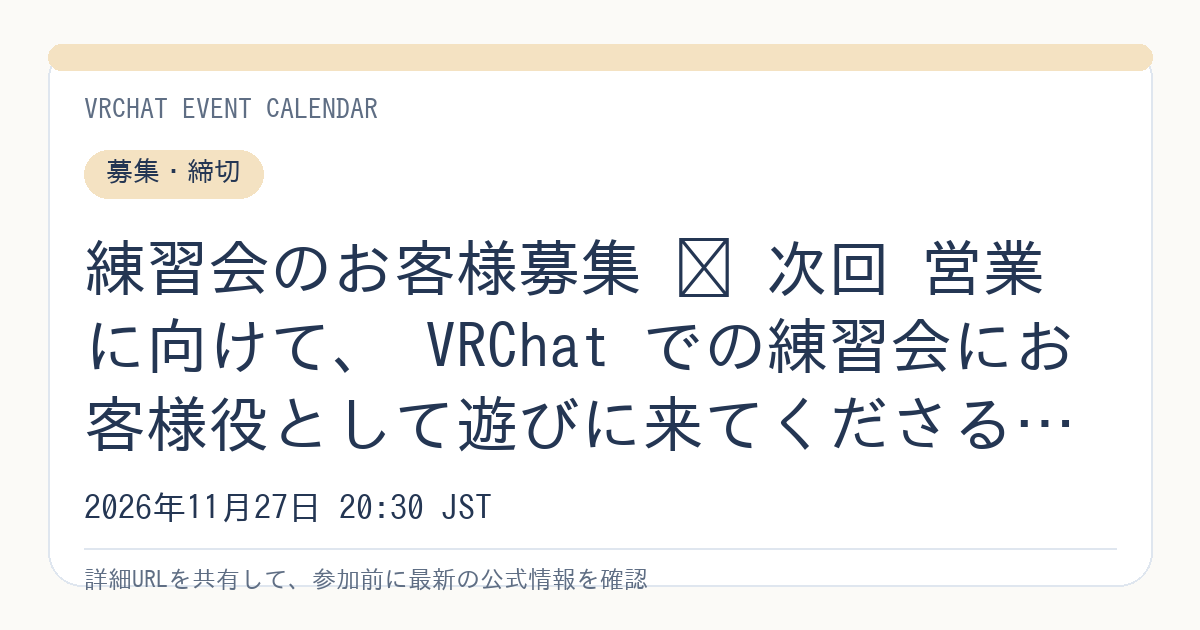 VRCHAT EVENT CALENDAR
募集・締切
練習会のお客様募集 次回 営業
に向けて、 VRChat での練習会にお
客様役として遊びに来てくださる…
2026年11月27日 20:30 JST
詳細URLを共有して、参加前に最新の公式情報を確認